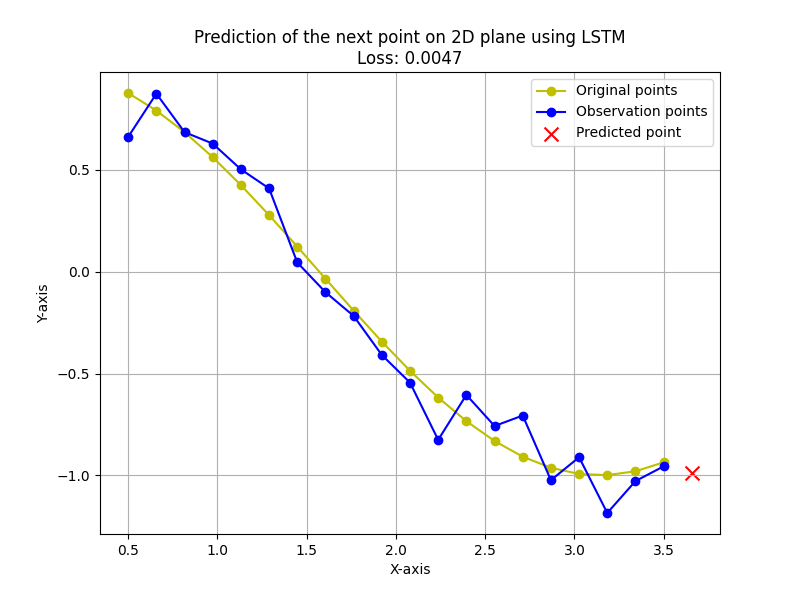 Prediction of the next point on 2D plane using LSTM
Loss: 0.0047
Original points
Observation points
Predicted point
0.5
0.0
−0.5
−1.0
Y-axis
0.5 1.0 1.5 2.0 2.5 3.0 3.5
X-axis